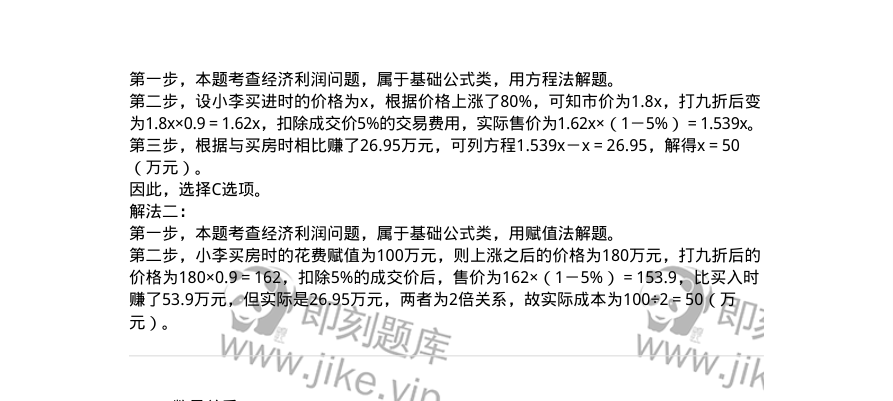 第一步，本题考查经济利润问题，属于基础公式类，用方程法解题。
第二步，设小李买进时的价格为x，根据价格上涨了80%，可知市价为1.8x，打九折后变
为1.8x×0.9＝1.62x，扣除成交价5%的交易费用，实际售价为1.62x×（1－5%）＝1.539x。
第三步，根据与买房时相比赚了26.95万元，可列方程1.539x－x＝26.95，解得x＝50
（万元）。
因此，选择C选项。
解法二：
第一步，本题考查经济利润问题，属于基础公式类，用赋值法解题。
第二步，小李买房时的花费赋值为100万元，则上涨之后的价格为180万元，打九折后的
价格为180×0.9＝162，扣除5%的成交价后，售价为162×（1－5%）＝153.9，比买入时
赚了53.9万元，但实际是26.95万元，两者为2倍关系，故实际成本为100÷2＝50（万
元）。
即刻题库
www.jike.vip
即刻
www.jik